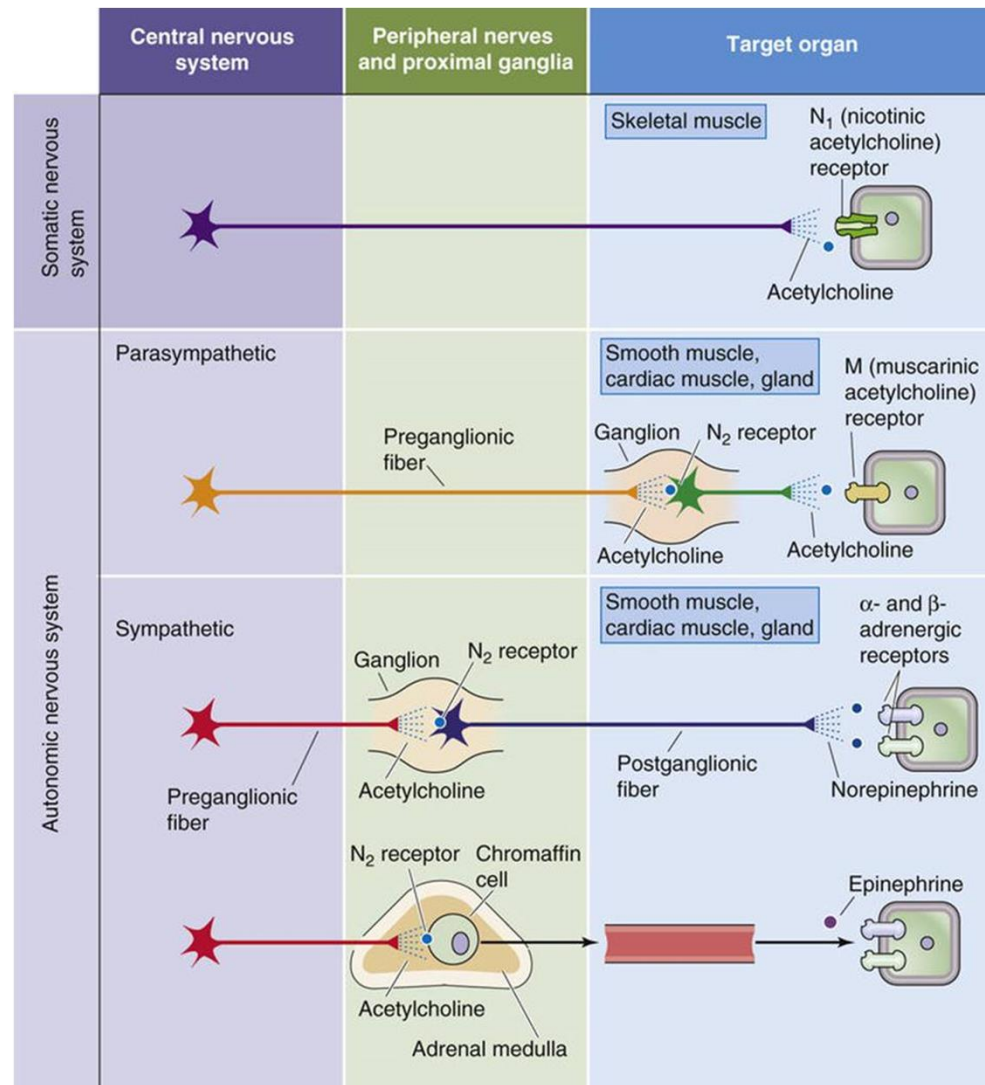 Central nervous
system
Peripheral nerves
and proximal ganglia
Target organ
Somatic nervous
system
Skeletal muscle
N₁ (nicotinic
acetylcholine)
receptor
Acetylcholine
Autonomic nervous system
Parasympathetic
Preganglionic
fiber
Smooth muscle,
cardiac muscle, gland
Ganglion
N₂ receptor
M (muscarinic
acetylcholine)
receptor
Acetylcholine
Acetylcholine
Sympathetic
Preganglionic
fiber
Ganglion
N₂ receptor
Acetylcholine
Smooth muscle,
cardiac muscle, gland
Postganglionic
fiber
α- and β-
adrenergic
receptors
Norepinephrine
N₂ receptor
Chromaffin
cell
Acetylcholine
Adrenal medulla
Epinephrine